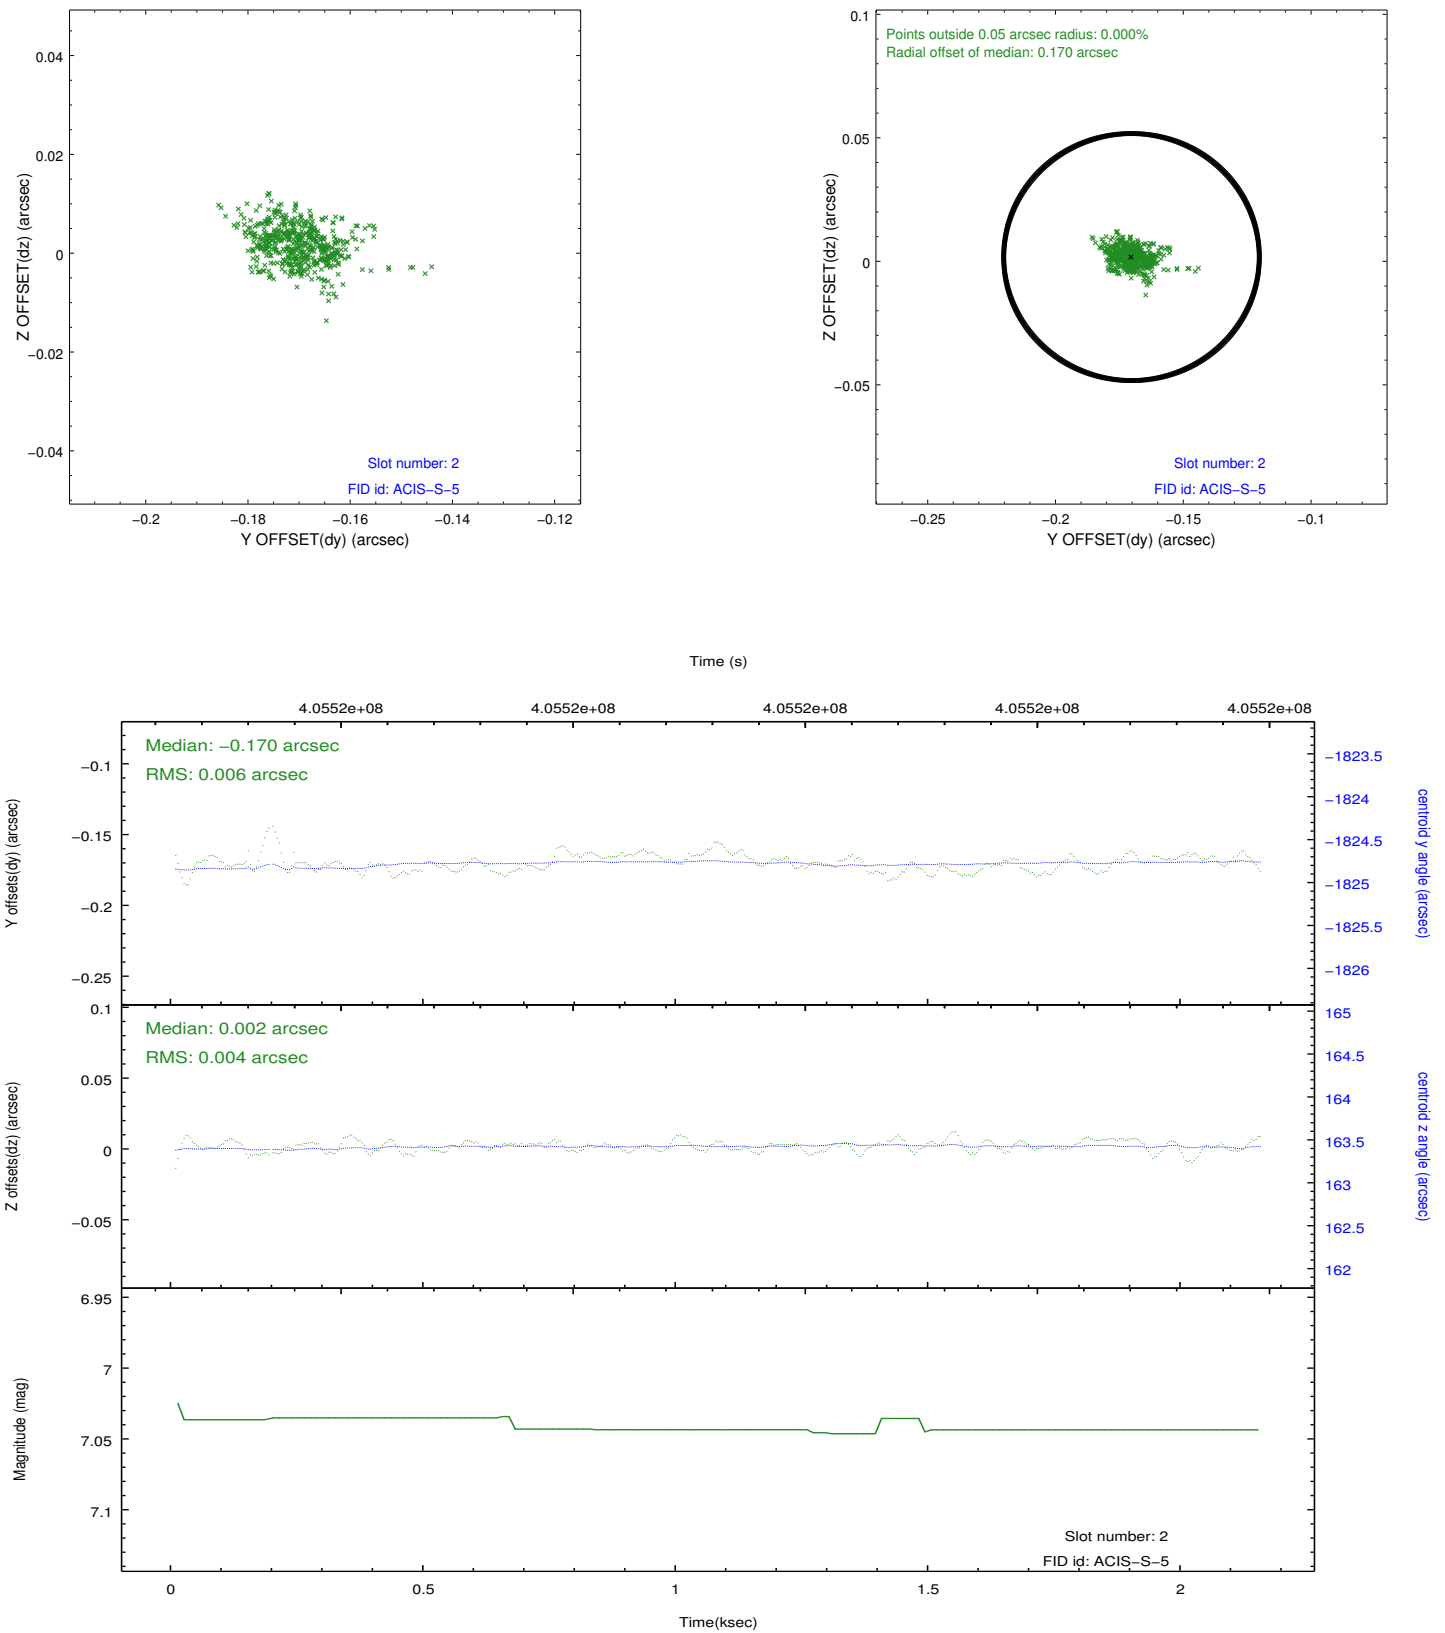 0.04
0.02
0
−0.02
−0.04
Z OFFSET(dz) (arcsec)
Slot number: 2
FID id: ACIS−S−5
−0.2
−0.18
−0.16
−0.14
−0.12
Y OFFSET(dy) (arcsec)
Points outside 0.05 arcsec radius: 0.000%
Radial offset of median: 0.170 arcsec
0.1
0.05
0
−0.05
Z OFFSET(dz) (arcsec)
Slot number: 2
FID id: ACIS−S−5
−0.25
−0.2
−0.15
−0.1
Y OFFSET(dy) (arcsec)
Time (s)
4.0552e+08
4.0552e+08
4.0552e+08
4.0552e+08
4.0552e+08
Median: −0.170 arcsec
RMS: 0.006 arcsec
−0.1
−0.15
−0.2
−0.25
Y offsets(dy) (arcsec)
−1823.5
−1824
−1824.5
−1825
−1825.5
−1826
centroid y angle (arcsec)
Median: 0.002 arcsec
RMS: 0.004 arcsec
0.1
0.05
0
−0.05
Z offsets(dz) (arcsec)
165
164.5
164
163.5
163
162.5
162
centroid z angle (arcsec)
6.95
7
7.05
7.1
Magnitude (mag)
Slot number: 2
FID id: ACIS−S−5
0
0.5
1
1.5
2
Time(ksec)